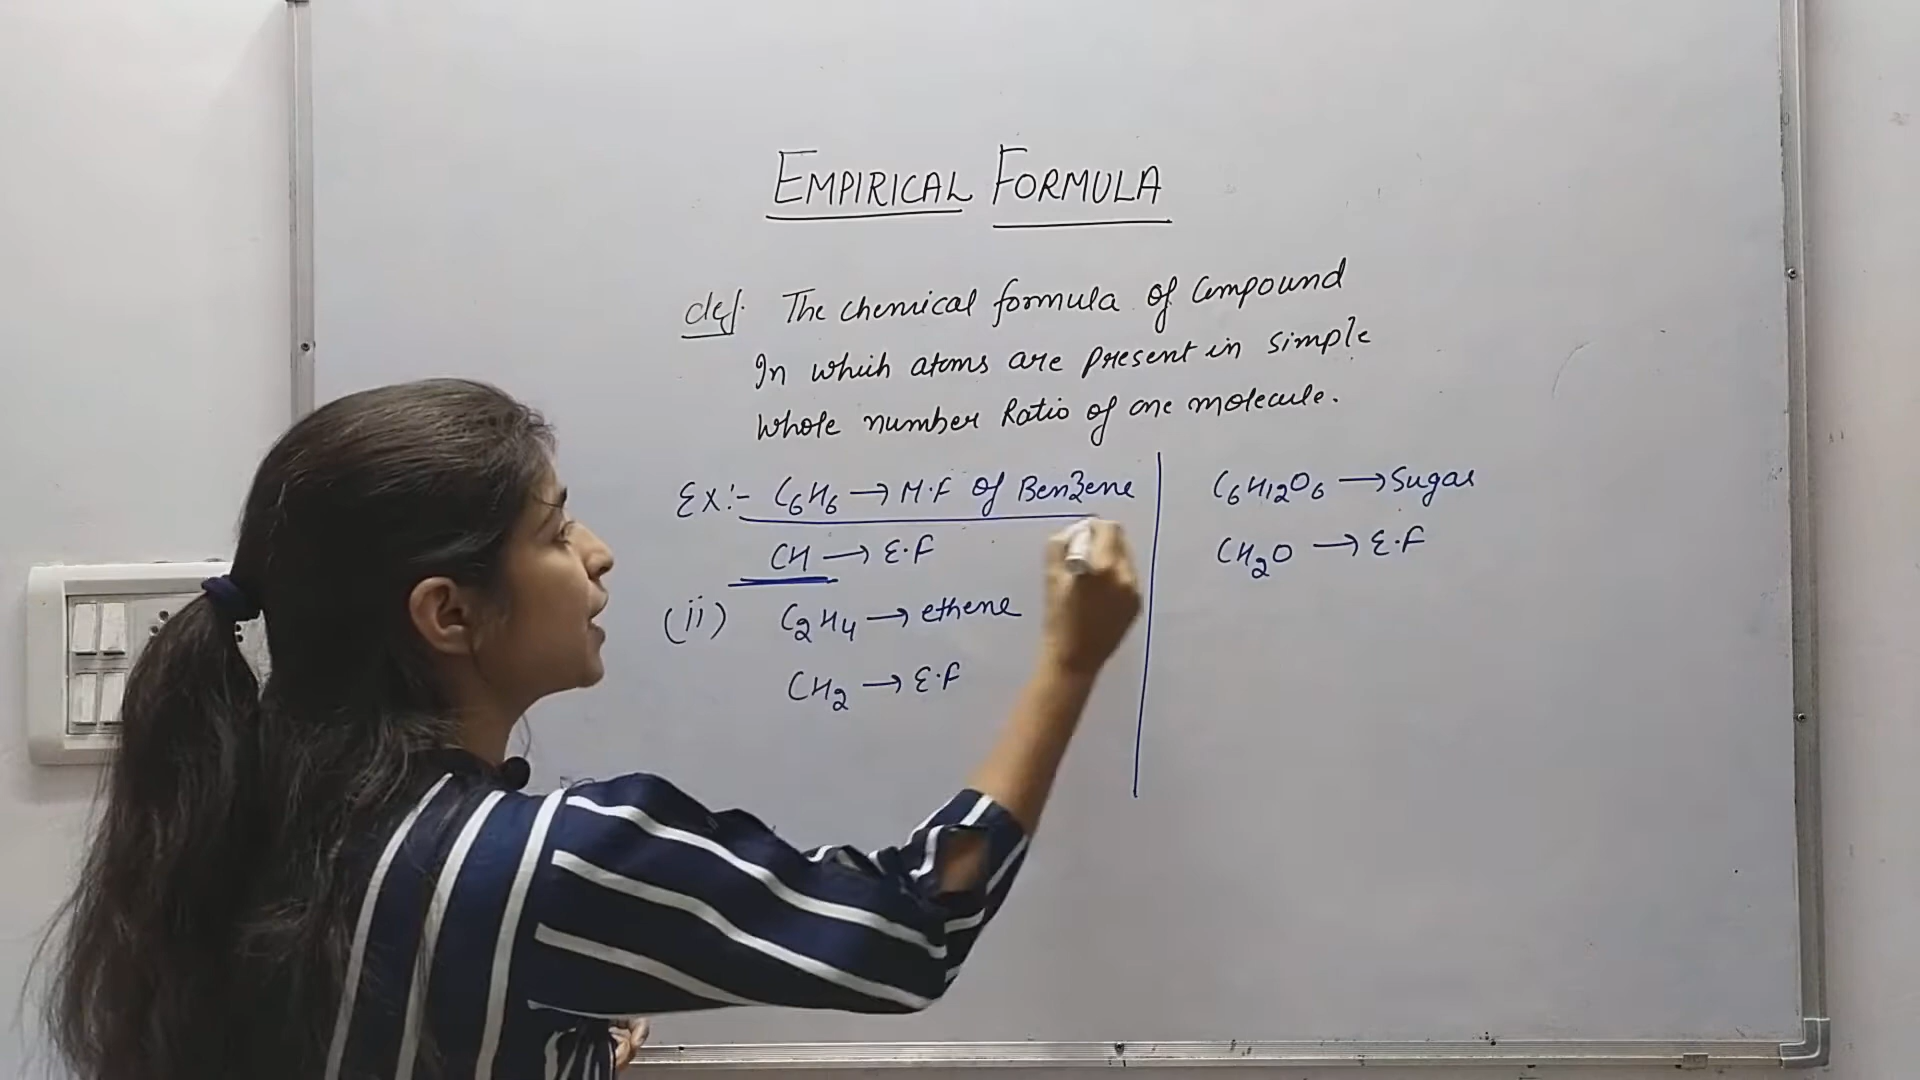 EMPIRICAL FORMULA
def. The chemical formula of Compound
In which atoms are present in simple
Whole number Ratio of one molecule.
Ex:- C₆H₆ → M.F of Benzene
CH → E.F
(ii) C₂H₄ → ethene
CH₂ → E.F
C₆H₁₂O₆ → Sugar
CH₂O → E.F